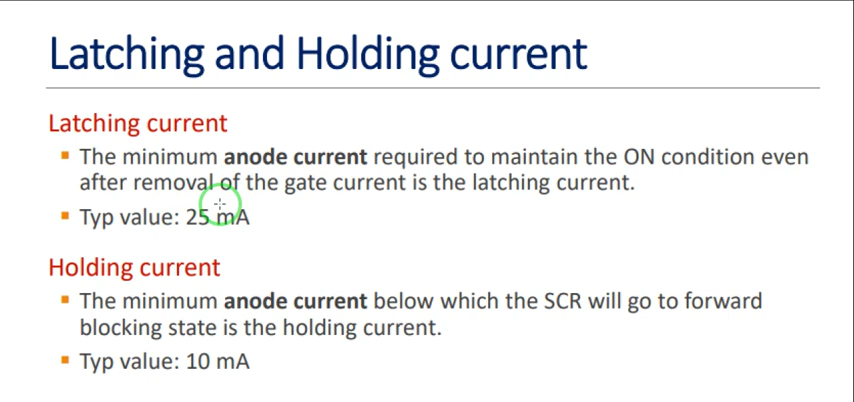 Latching and Holding current
Latching current
▪ The minimum anode current required to maintain the ON condition even
after removal of the gate current is the latching current.
▪ Typ value: 25 mA
Holding current
▪ The minimum anode current below which the SCR will go to forward
blocking state is the holding current.
▪ Typ value: 10 mA